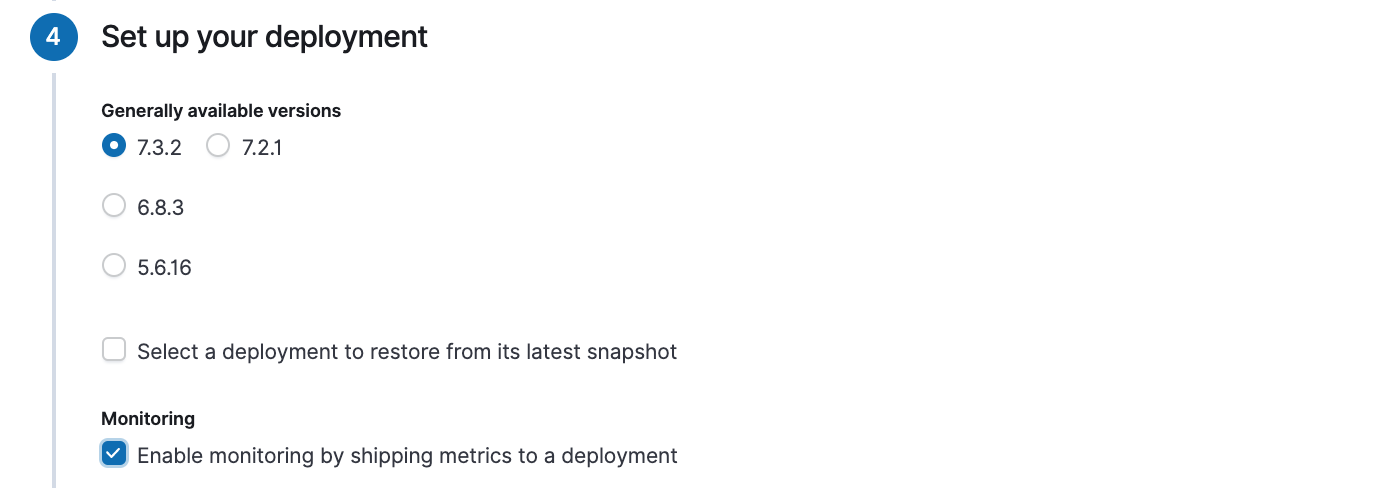 4 Set up your deployment
Generally available versions
7.3.2 7.2.1
6.8.3
5.6.16
Select a deployment to restore from its latest snapshot
Monitoring
Enable monitoring by shipping metrics to a deployment